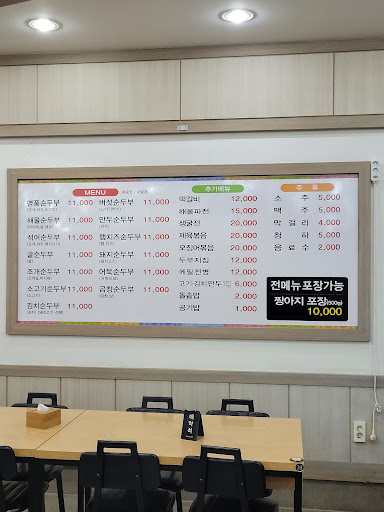 MENU
명품순두부 11,000
해물순두부 11,000
섞어순두부 11,000
굴순두부 11,000
조개순두부 11,000
소고기순두부 11,000
김치순두부 11,000
버섯순두부 11,000
만두순두부 11,000
햄치즈순두부 11,000
돼지순두부 11,000
어묵순두부 11,000
곱창순두부 11,000
추가메뉴
떡갈비 12,000
해물파전 15,000
생굴전 20,000
제육볶음 20,000
오징어볶음 20,000
두부치킴 12,000
메밀전병 12,000
고기김치만두 6,000
돌솥밥 2,000
공기밥 1,000
주류
소주 5,000
맥주 5,000
막걸리 4,000
청하 5,000
음료수 2,000
전메뉴 포장가능
짱아지 포장(500g)
10,000
예약석